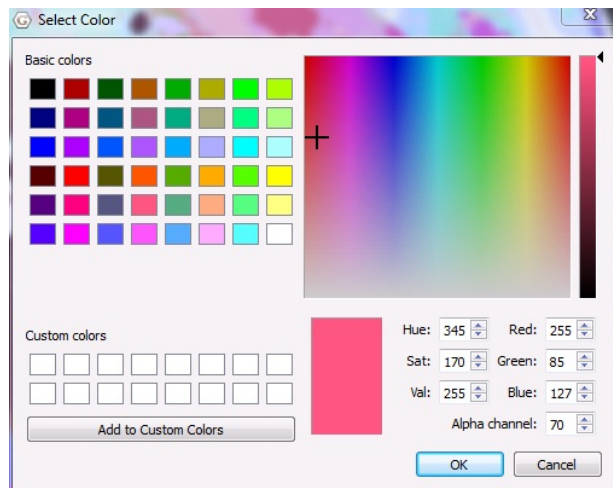 Select Color
Basic colors
Custom colors
Add to Custom Colors
Hue: 345 Red: 255
Sat: 170 Green: 85
Val: 255 Blue: 127
Alpha channel: 70
OK Cancel